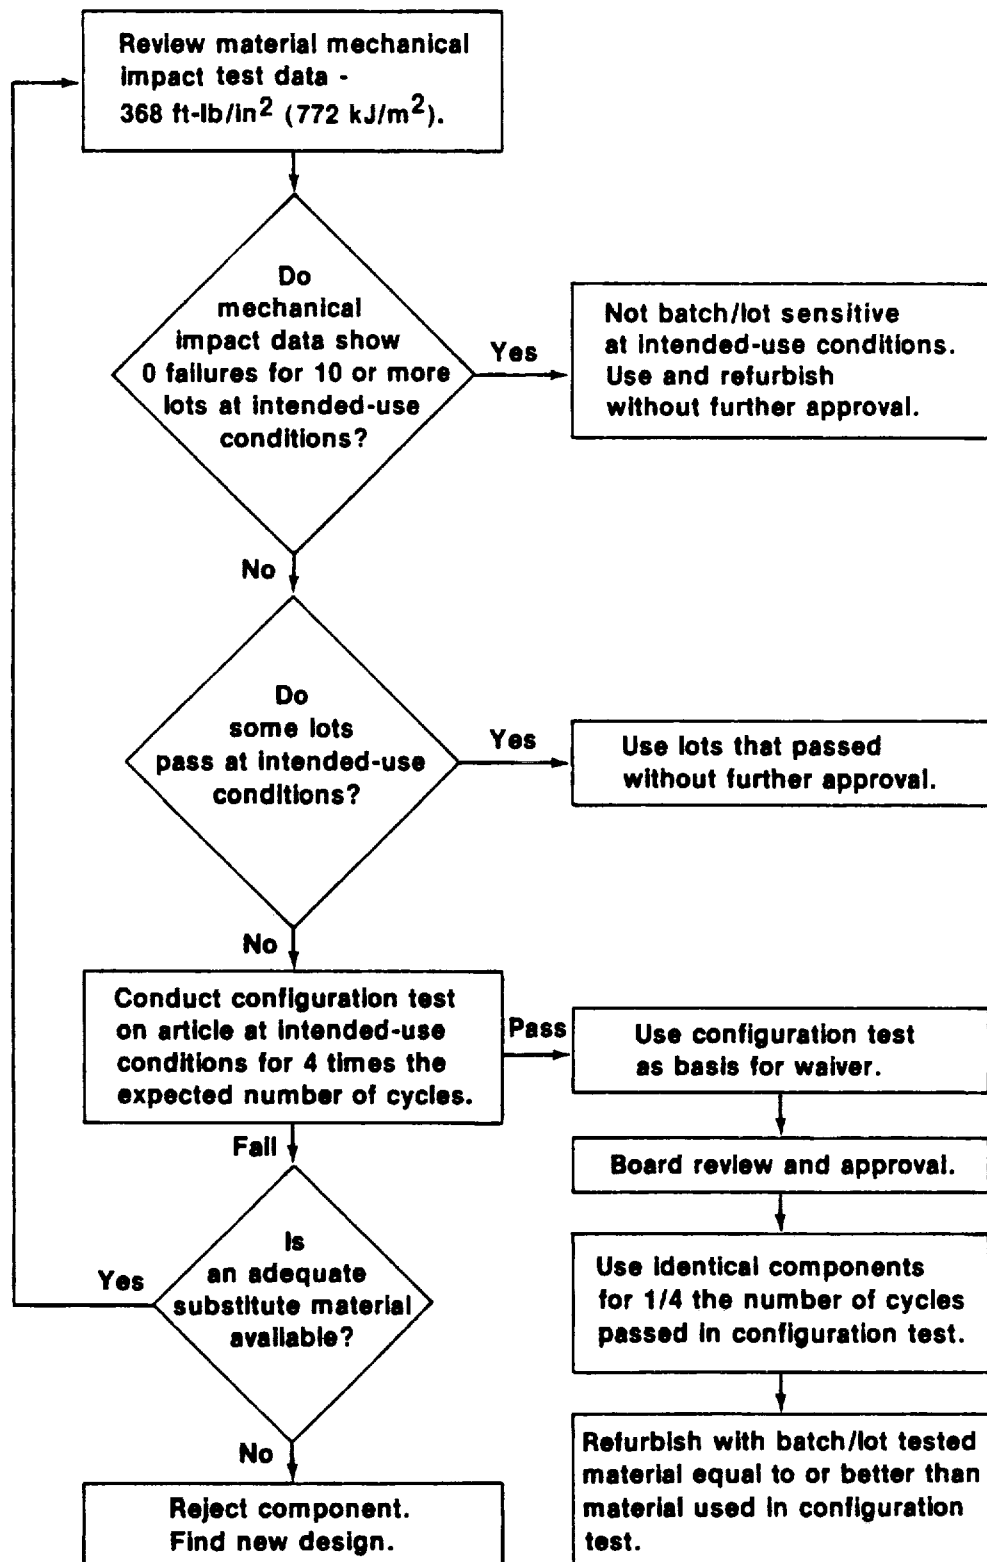 Review material mechanical
impact test data -
368 ft-lb/in² (772 kJ/m²).
Do
mechanical
impact data show
0 failures for 10 or more
lots at intended-use
conditions?
Yes
Not batch/lot sensitive
at intended-use conditions.
Use and refurbish
without further approval.
No
Do
some lots
pass at intended-use
conditions?
Yes
Use lots that passed
without further approval.
No
Conduct configuration test
on article at intended-use
conditions for 4 times the
expected number of cycles.
Pass
Use configuration test
as basis for waiver.
Board review and approval.
Use identical components
for 1/4 the number of cycles
passed in configuration test.
Refurbish with batch/lot tested
material equal to or better than
material used in configuration
test.
Fail
Is
an adequate
substitute material
available?
Yes
No
Reject component.
Find new design.